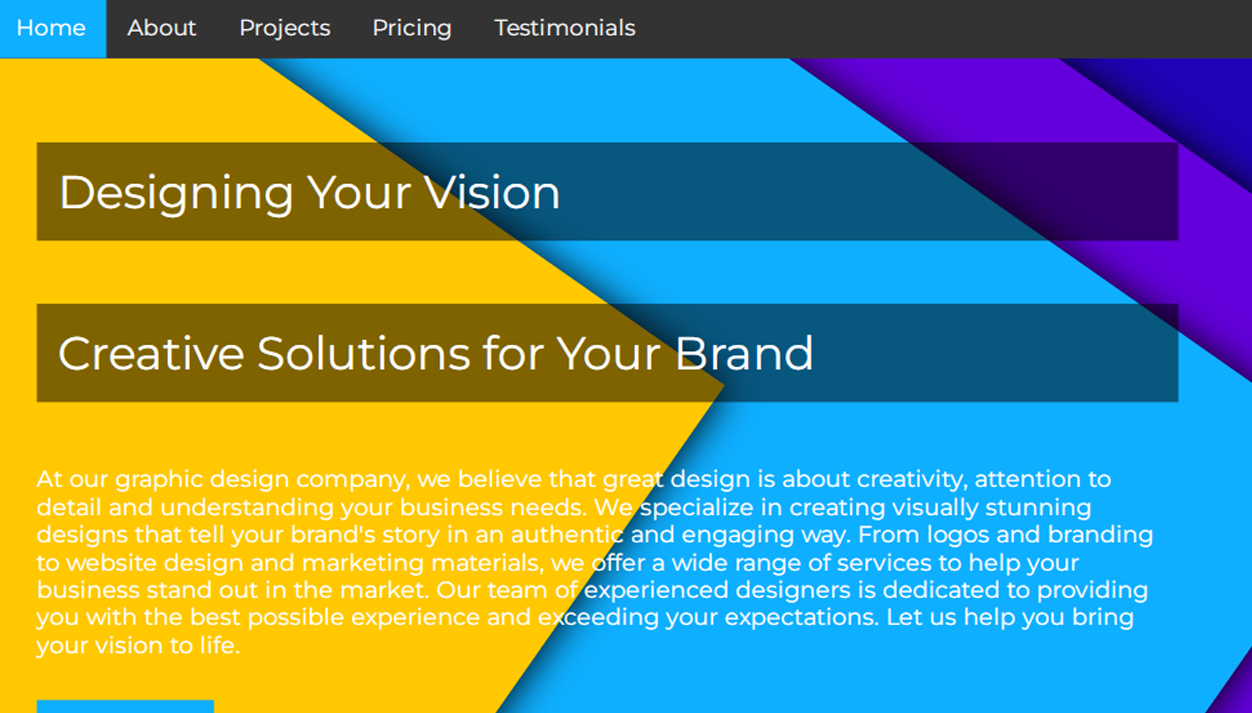 Home About Projects Pricing Testimonials
Designing Your Vision
Creative Solutions for Your Brand
At our graphic design company, we believe that great design is about creativity, attention to
detail and understanding your business needs. We specialize in creating visually stunning
designs that tell your brand's story in an authentic and engaging way. From logos and branding
to website design and marketing materials, we offer a wide range of services to help your
business stand out in the market. Our team of experienced designers is dedicated to providing
you with the best possible experience and exceeding your expectations. Let us help you bring
your vision to life.